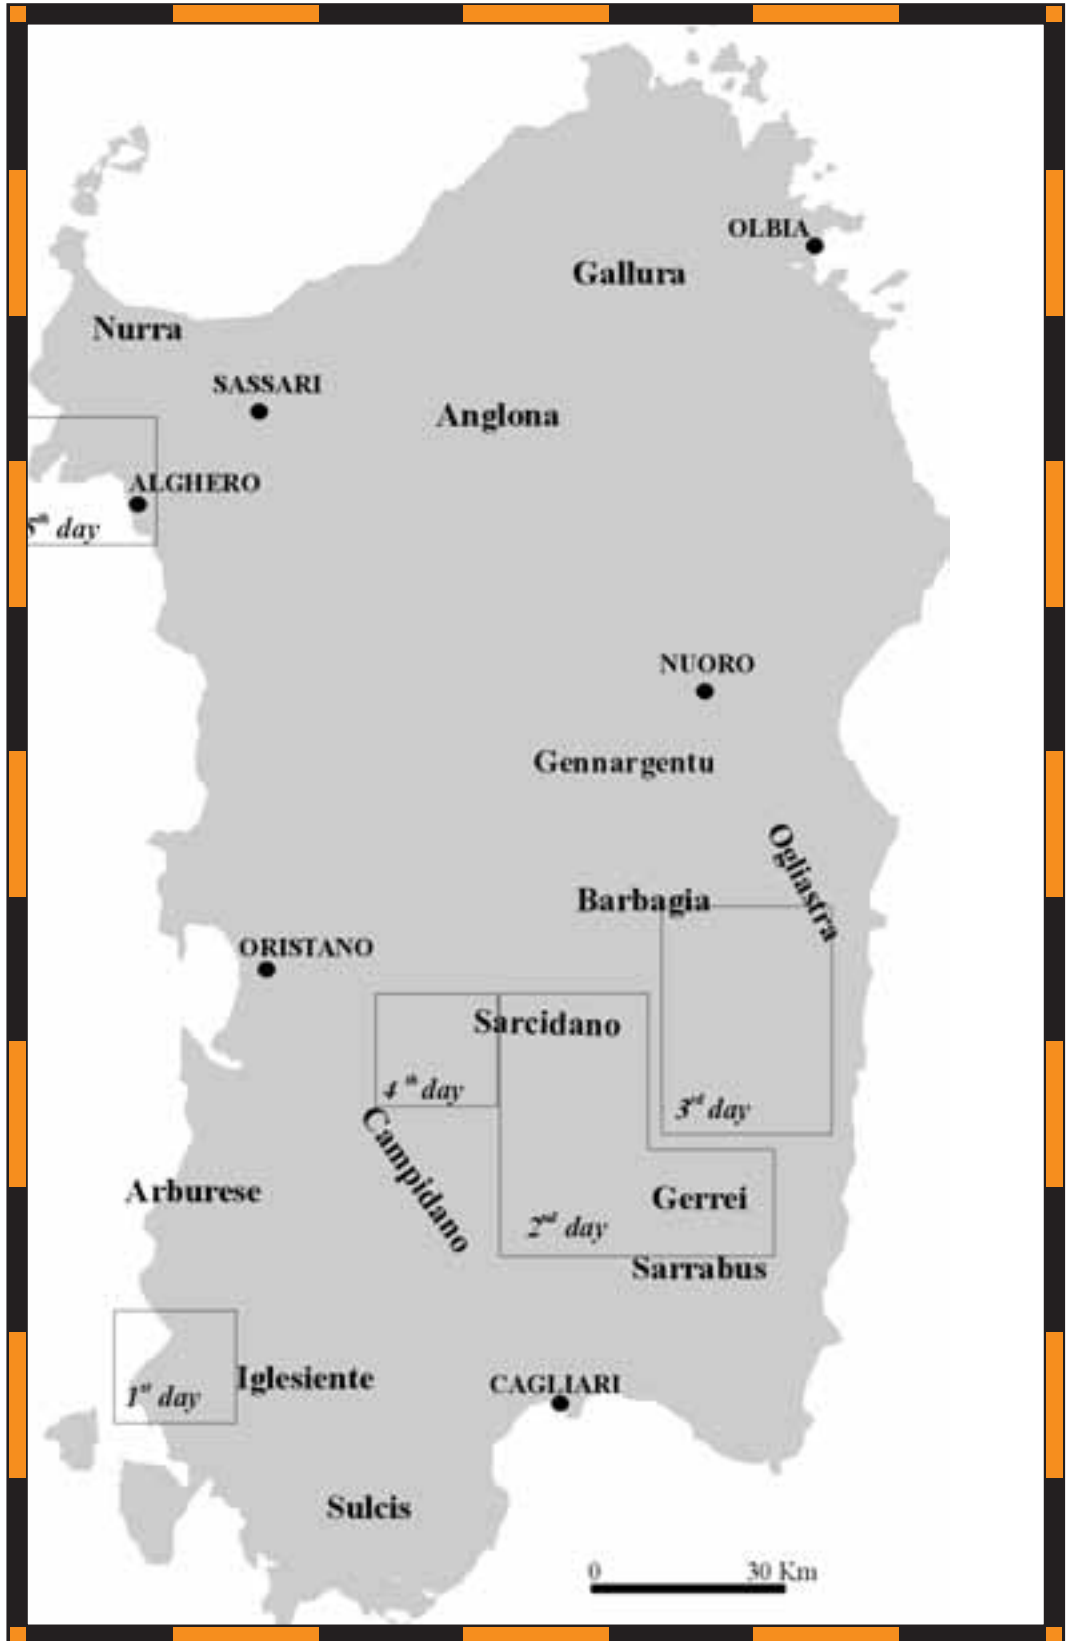 OLBIA
Gallura
Nurra
SASSARI
Anglona
ALGHERO
5th day
NUORO
Gennargentu
Ogliastra
Barbagia
ORISTANO
Sarcidano
4th day
3rd day
Campidano
Arburese
Gerrei
2nd day
Sarrabus
Iglesiente
CAGLIARI
1st day
Sulcis
0 30 Km